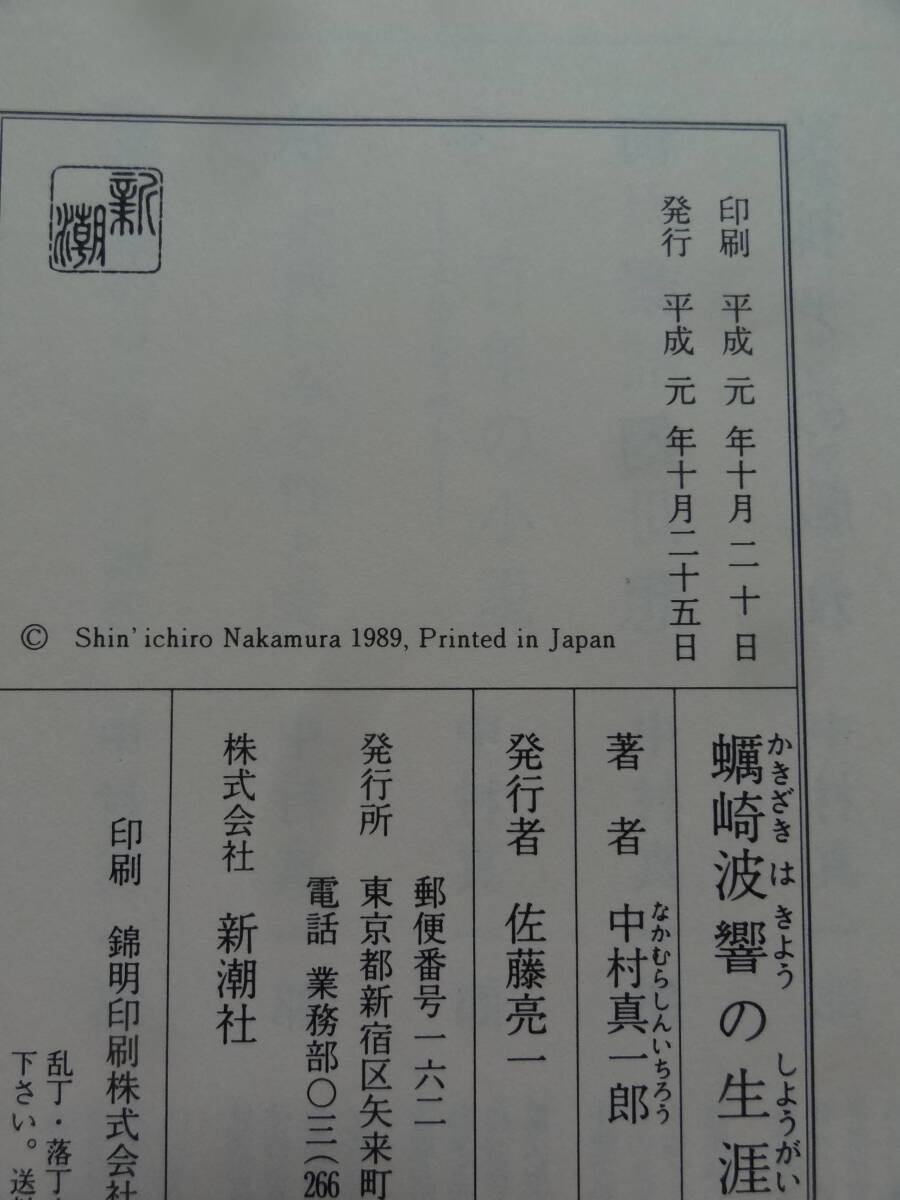 印刷 平成元年十月二十日
発行 平成元年十月二十五日
新潮
© Shin'ichiro Nakamura 1989, Printed in Japan
かきざき は きよう しようがい
蠣崎波響の生涯
なかむらしんいちろう
著者 中村真一郎
発行者 佐藤亮一
郵便番号一六二
発行所 東京都新宿区矢来町
電話 業務部〇三(266
株式会社 新潮社
印刷 錦明印刷株式会社
乱丁・落丁
下さい。送料